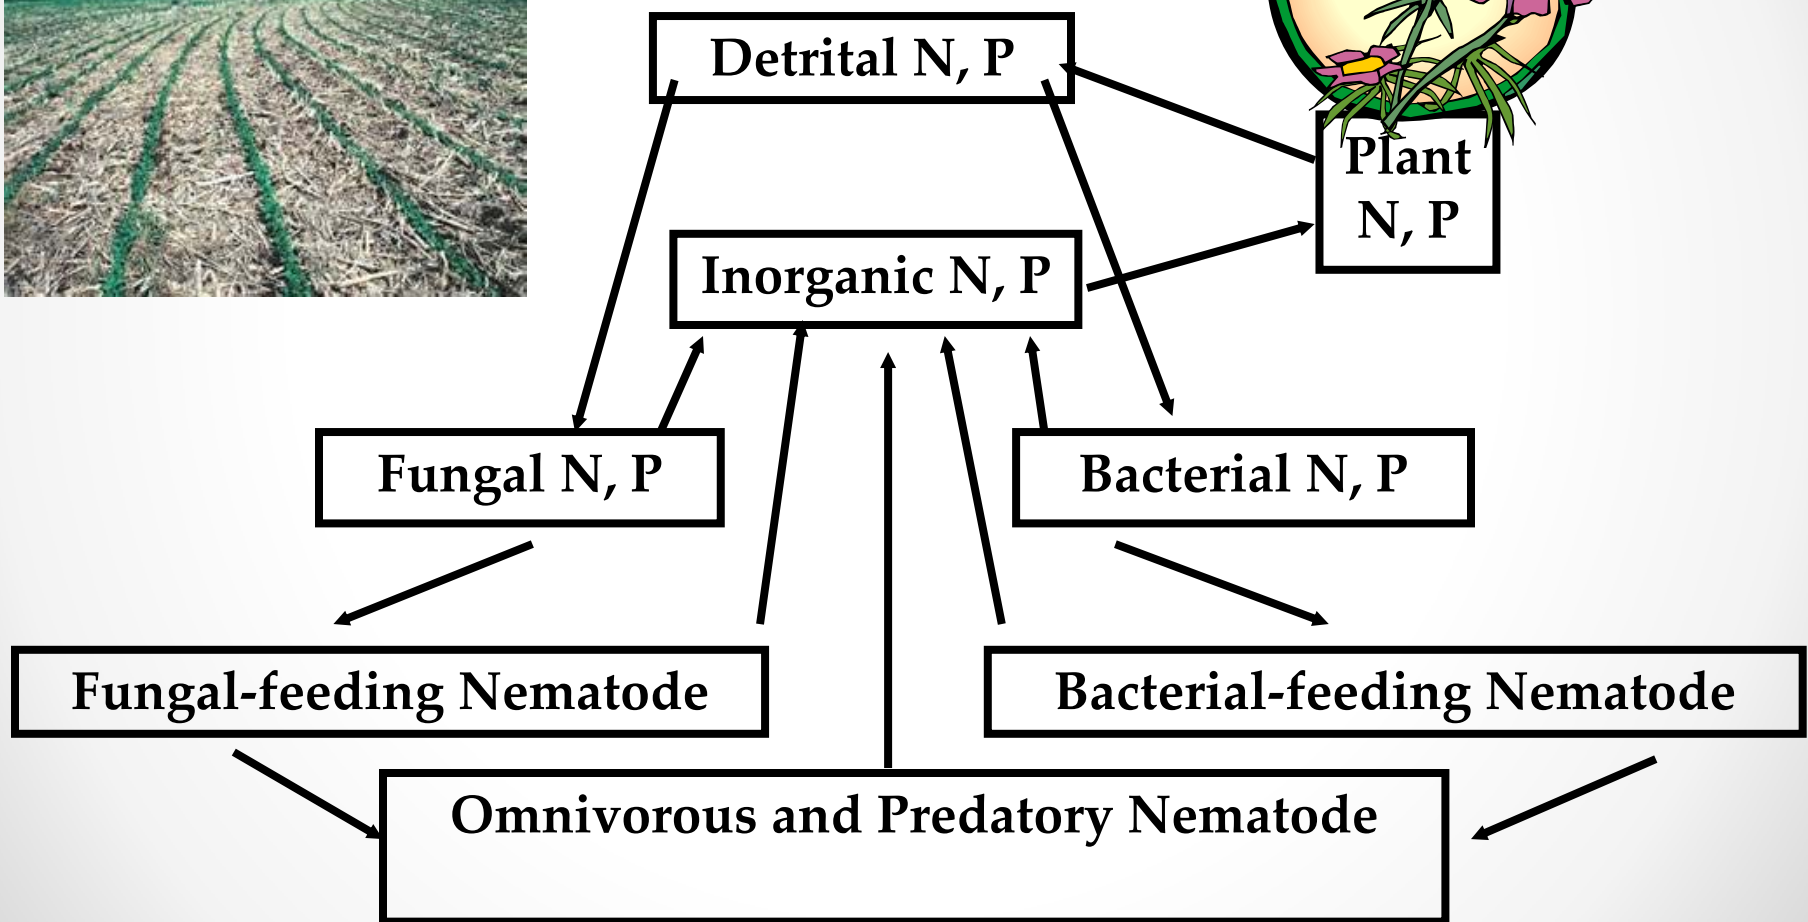 Detrital N, P
Plant
N, P
Inorganic N, P
Fungal N, P
Bacterial N, P
Fungal-feeding Nematode
Bacterial-feeding Nematode
Omnivorous and Predatory Nematode